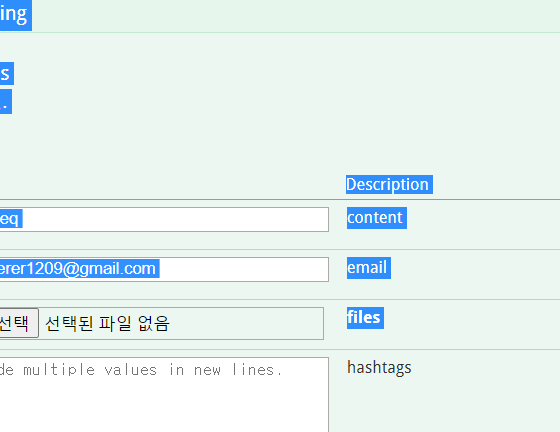 ing
s
.
Description
eq
content
erer1209@gmail.com
email
선택 선택된 파일 없음
files
de multiple values in new lines.
hashtags